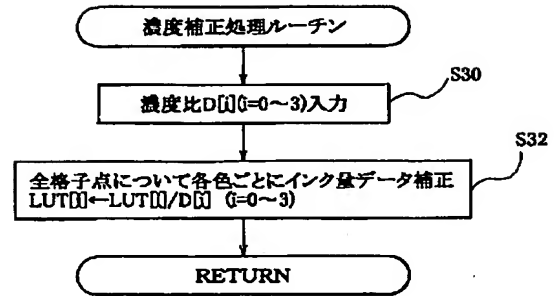 濃度補正処理ルーチン
S30
濃度比D[i](i=0～3)入力
S32
全格子点について各色ごとにインク量データ補正
LUT[i]←LUT[i]/D[i] (i=0～3)
RETURN